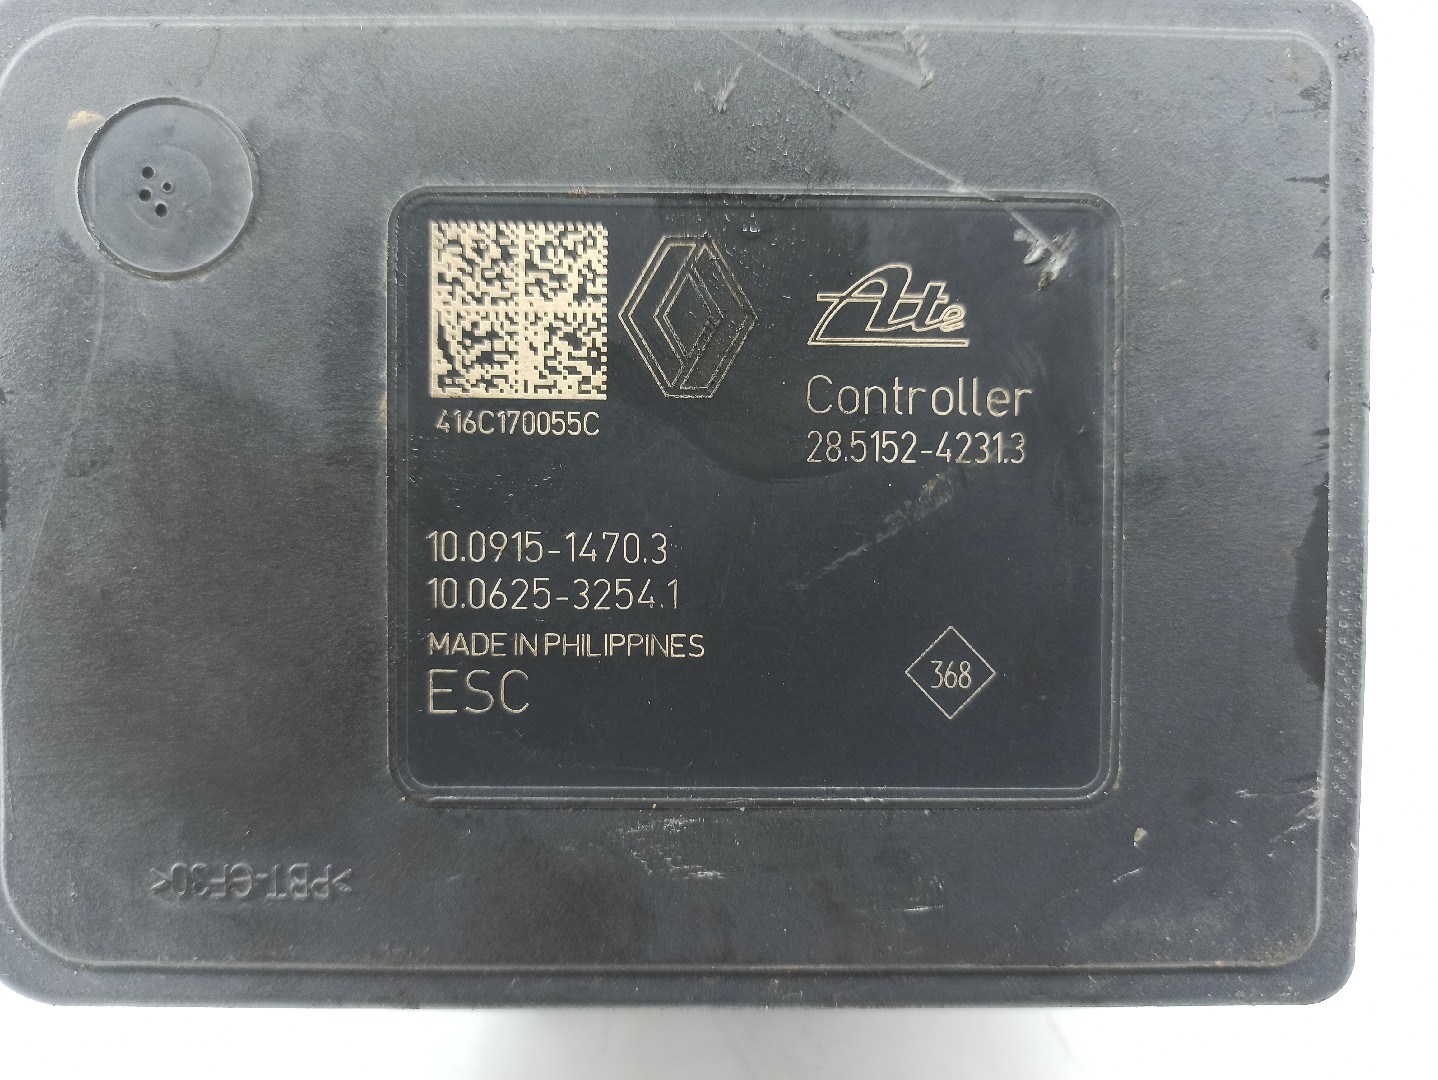 416C170055C
Ate
Controller
28.5152-4231.3
10.0915-1470.3
10.0625-3254.1
MADE IN PHILIPPINES
ESC
368
>PBT-GF30<